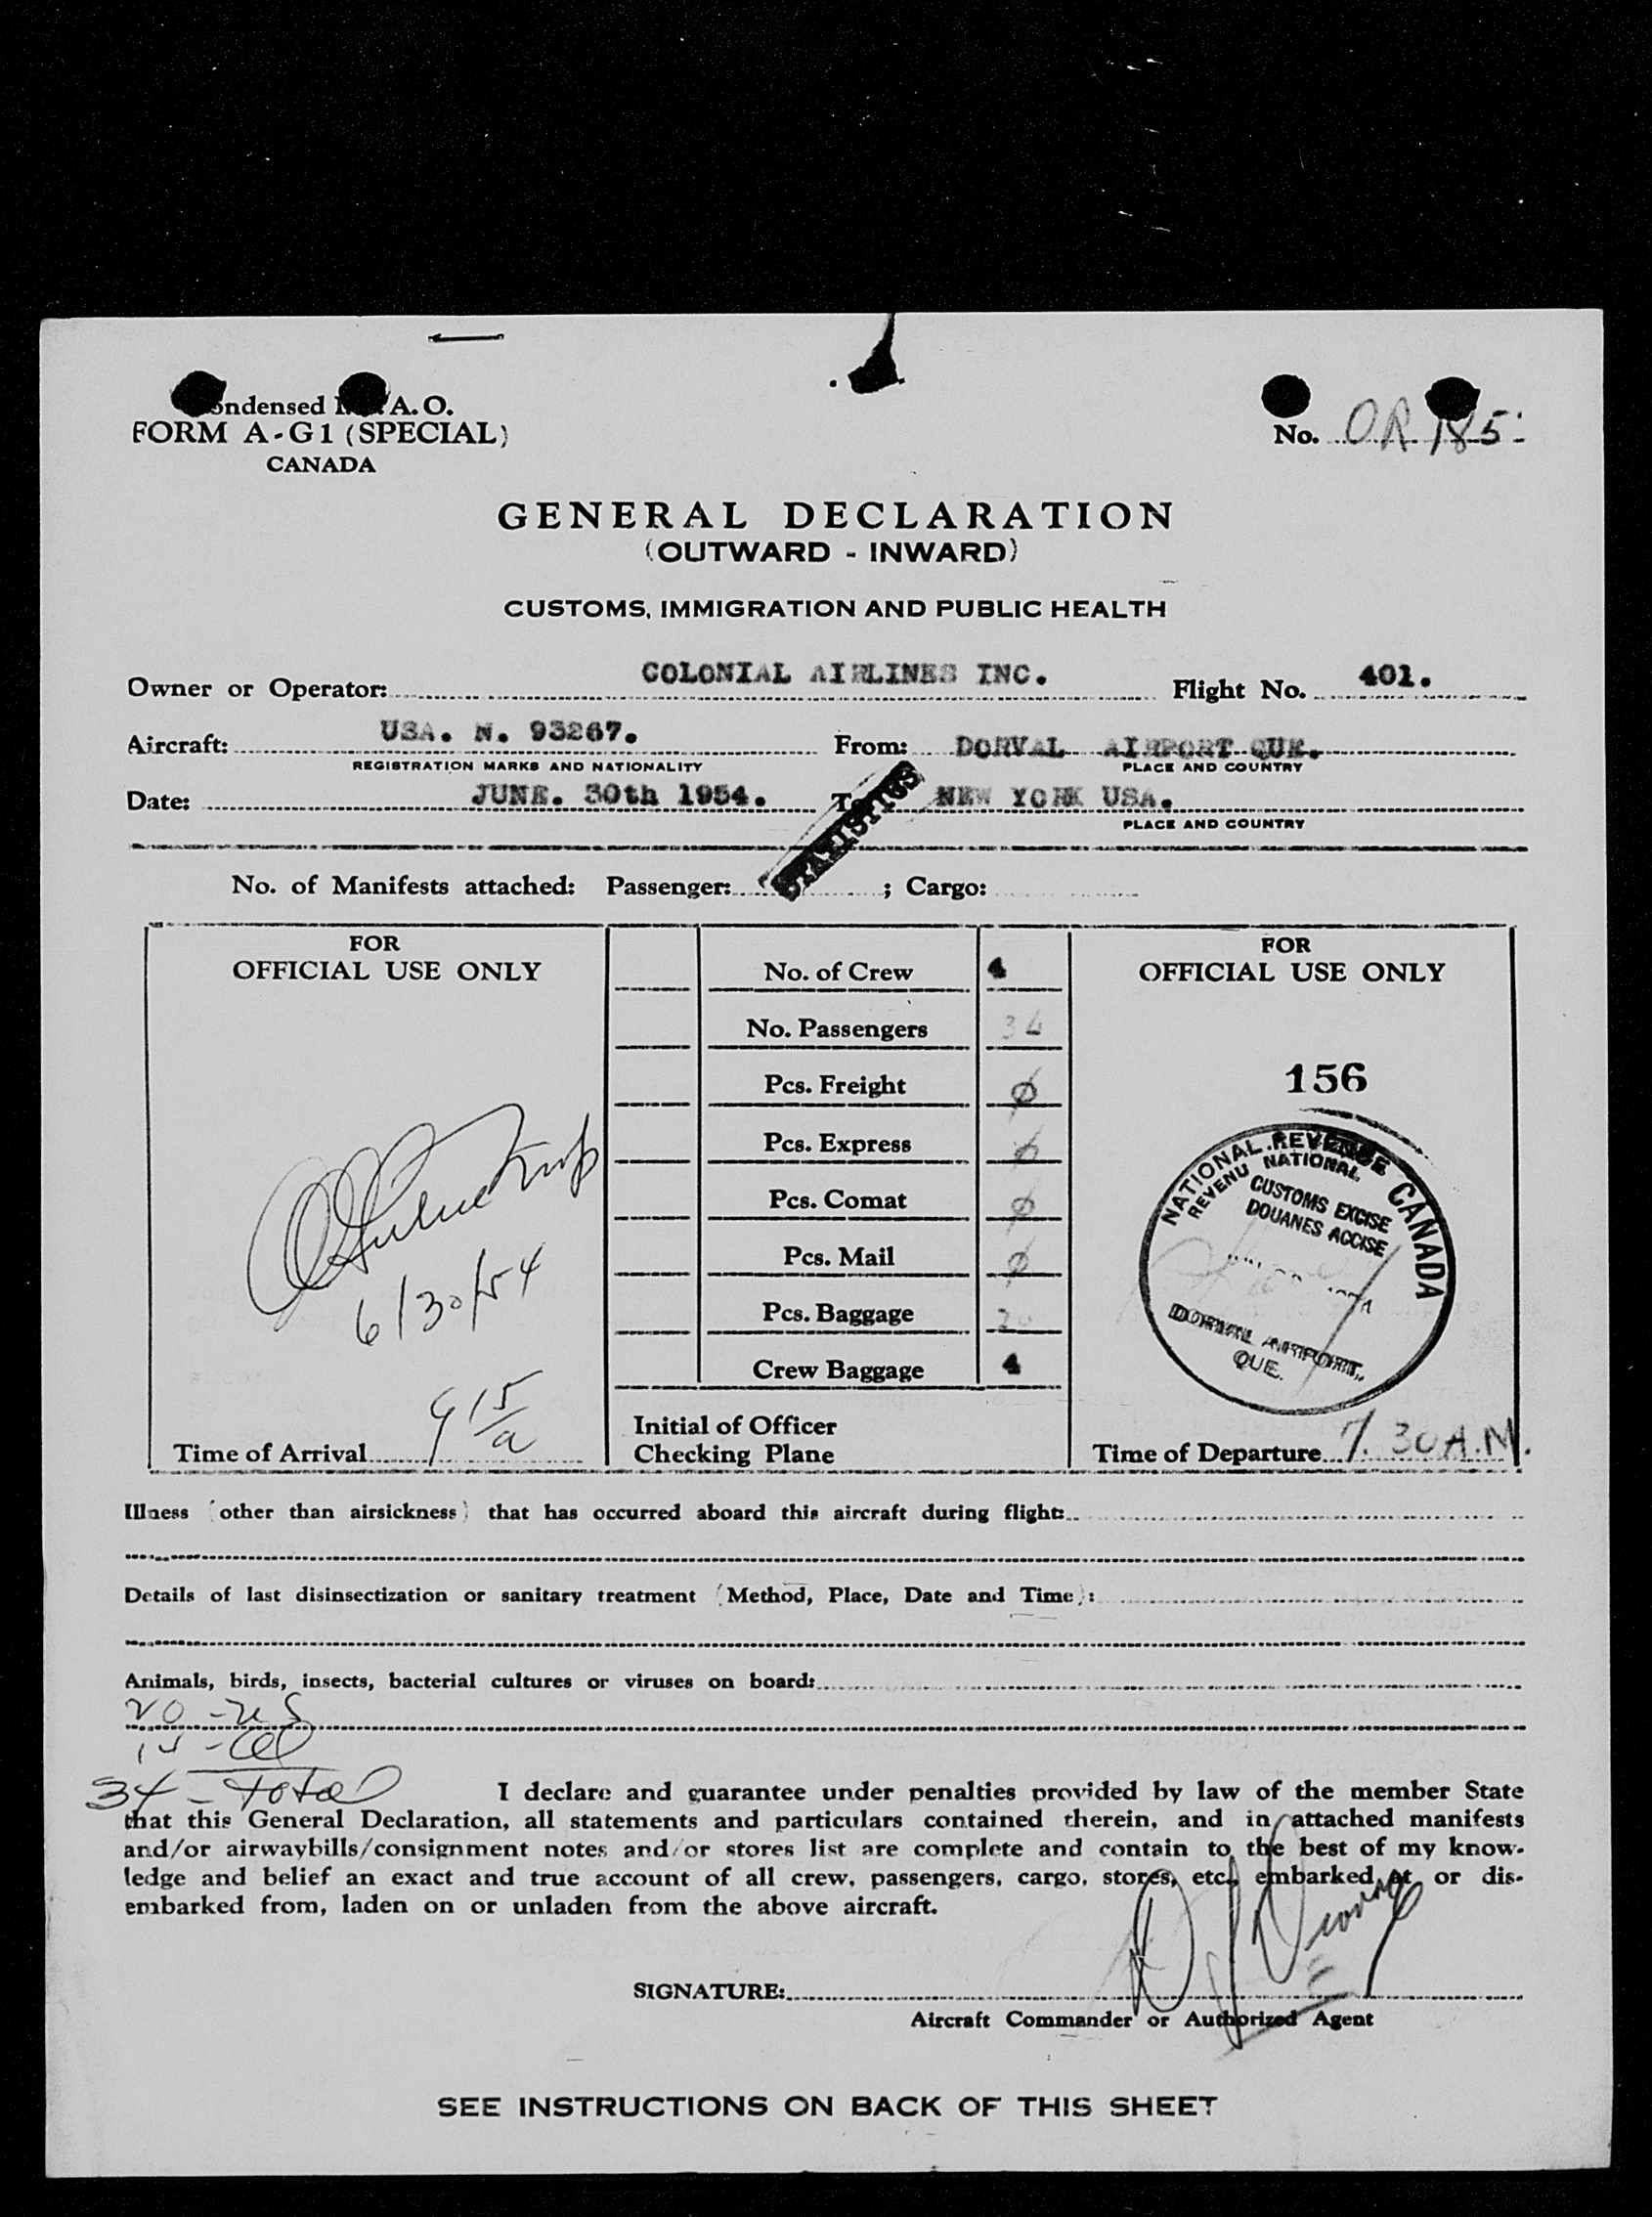 Condensed I. A. O.
FORM A-G1 (SPECIAL)
CANADA
No. O.R. 185
GENERAL DECLARATION
(OUTWARD - INWARD)
CUSTOMS, IMMIGRATION AND PUBLIC HEALTH
Owner or Operator: COLONIAL AIRLINES INC. Flight No. 401.
Aircraft: USA. N. 93267. From: DORVAL AIRPORT QUE.
REGISTRATION MARKS AND NATIONALITY PLACE AND COUNTRY
Date: JUNE. 30th 1954. To NEW YORK USA.
PLACE AND COUNTRY
STATISTICS
No. of Manifests attached: Passenger: ; Cargo:
FOR
OFFICIAL USE ONLY
6/30/54
915
a
Time of Arrival
No. of Crew 4
No. Passengers 34
Pcs. Freight ϕ
Pcs. Express ϕ
Pcs. Comat ϕ
Pcs. Mail ϕ
Pcs. Baggage
Crew Baggage 4
Initial of Officer
Checking Plane
FOR
OFFICIAL USE ONLY
156
NATIONAL REVENUE CANADA
REVENU NATIONAL
CUSTOMS EXCISE
DOUANES ACCISE
DORVAL AIRPORT,
QUE.
Time of Departure 7.30 A.M.
Illness (other than airsickness) that has occurred aboard this aircraft during flight:
Details of last disinsectization or sanitary treatment (Method, Place, Date and Time):
Animals, birds, insects, bacterial cultures or viruses on board:
20 - US
34 - Total
I declare and guarantee under penalties provided by law of the member State
that this General Declaration, all statements and particulars contained therein, and in attached manifests
and/or airwaybills/consignment notes and/or stores list are complete and contain to the best of my know-
ledge and belief an exact and true account of all crew, passengers, cargo, stores, etc. embarked at or dis-
embarked from, laden on or unladen from the above aircraft.
SIGNATURE:
Aircraft Commander or Authorized Agent
SEE INSTRUCTIONS ON BACK OF THIS SHEET